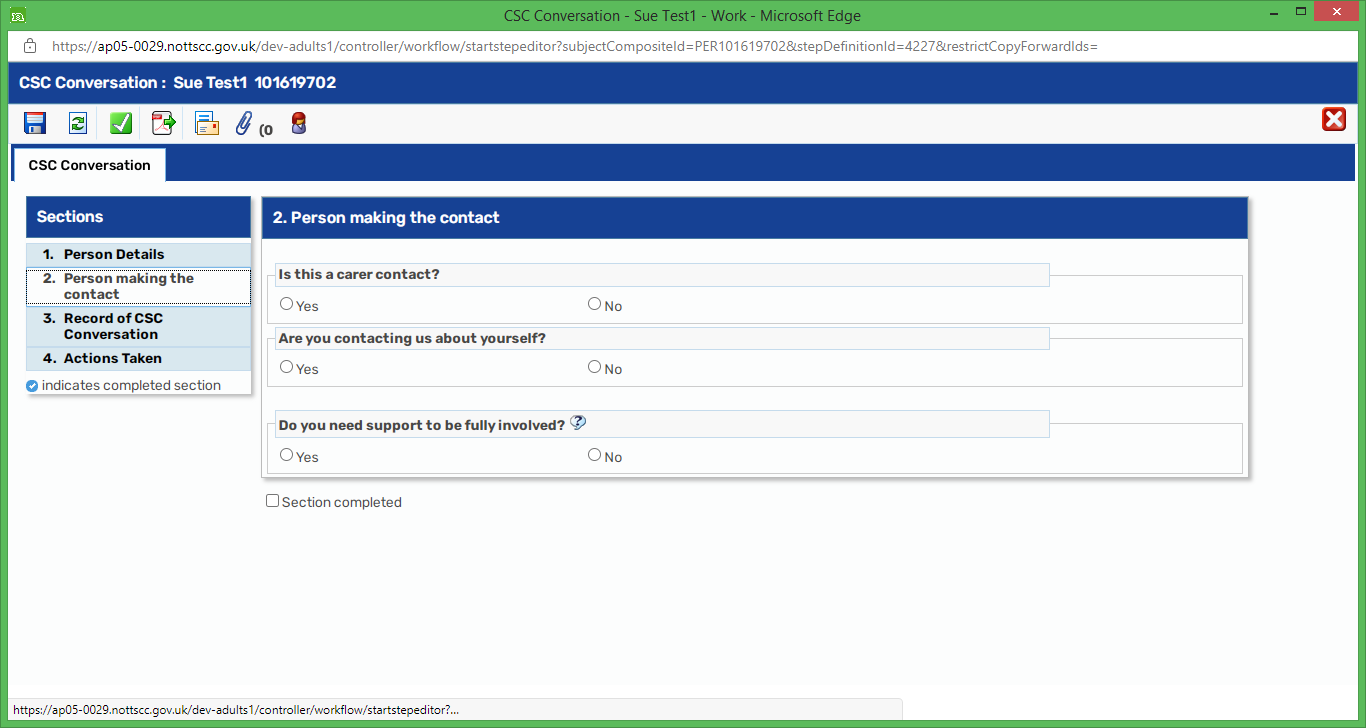 CSC Conversation - Sue Test1 - Work - Microsoft Edge
https://ap05-0029.nottscc.gov.uk/dev-adults1/controller/workflow/startstepeditor?subjectCompositeId=PER101619702&stepDefinitionId=4227&restrictCopyForwardIds=
CSC Conversation : Sue Test1 101619702
(0
CSC Conversation
Sections
1. Person Details
2. Person making the
contact
3. Record of CSC
Conversation
4. Actions Taken
indicates completed section
2. Person making the contact
Is this a carer contact?
Yes No
Are you contacting us about yourself?
Yes No
Do you need support to be fully involved?
Yes No
Section completed
https://ap05-0029.nottscc.gov.uk/dev-adults1/controller/workflow/startstepeditor?...